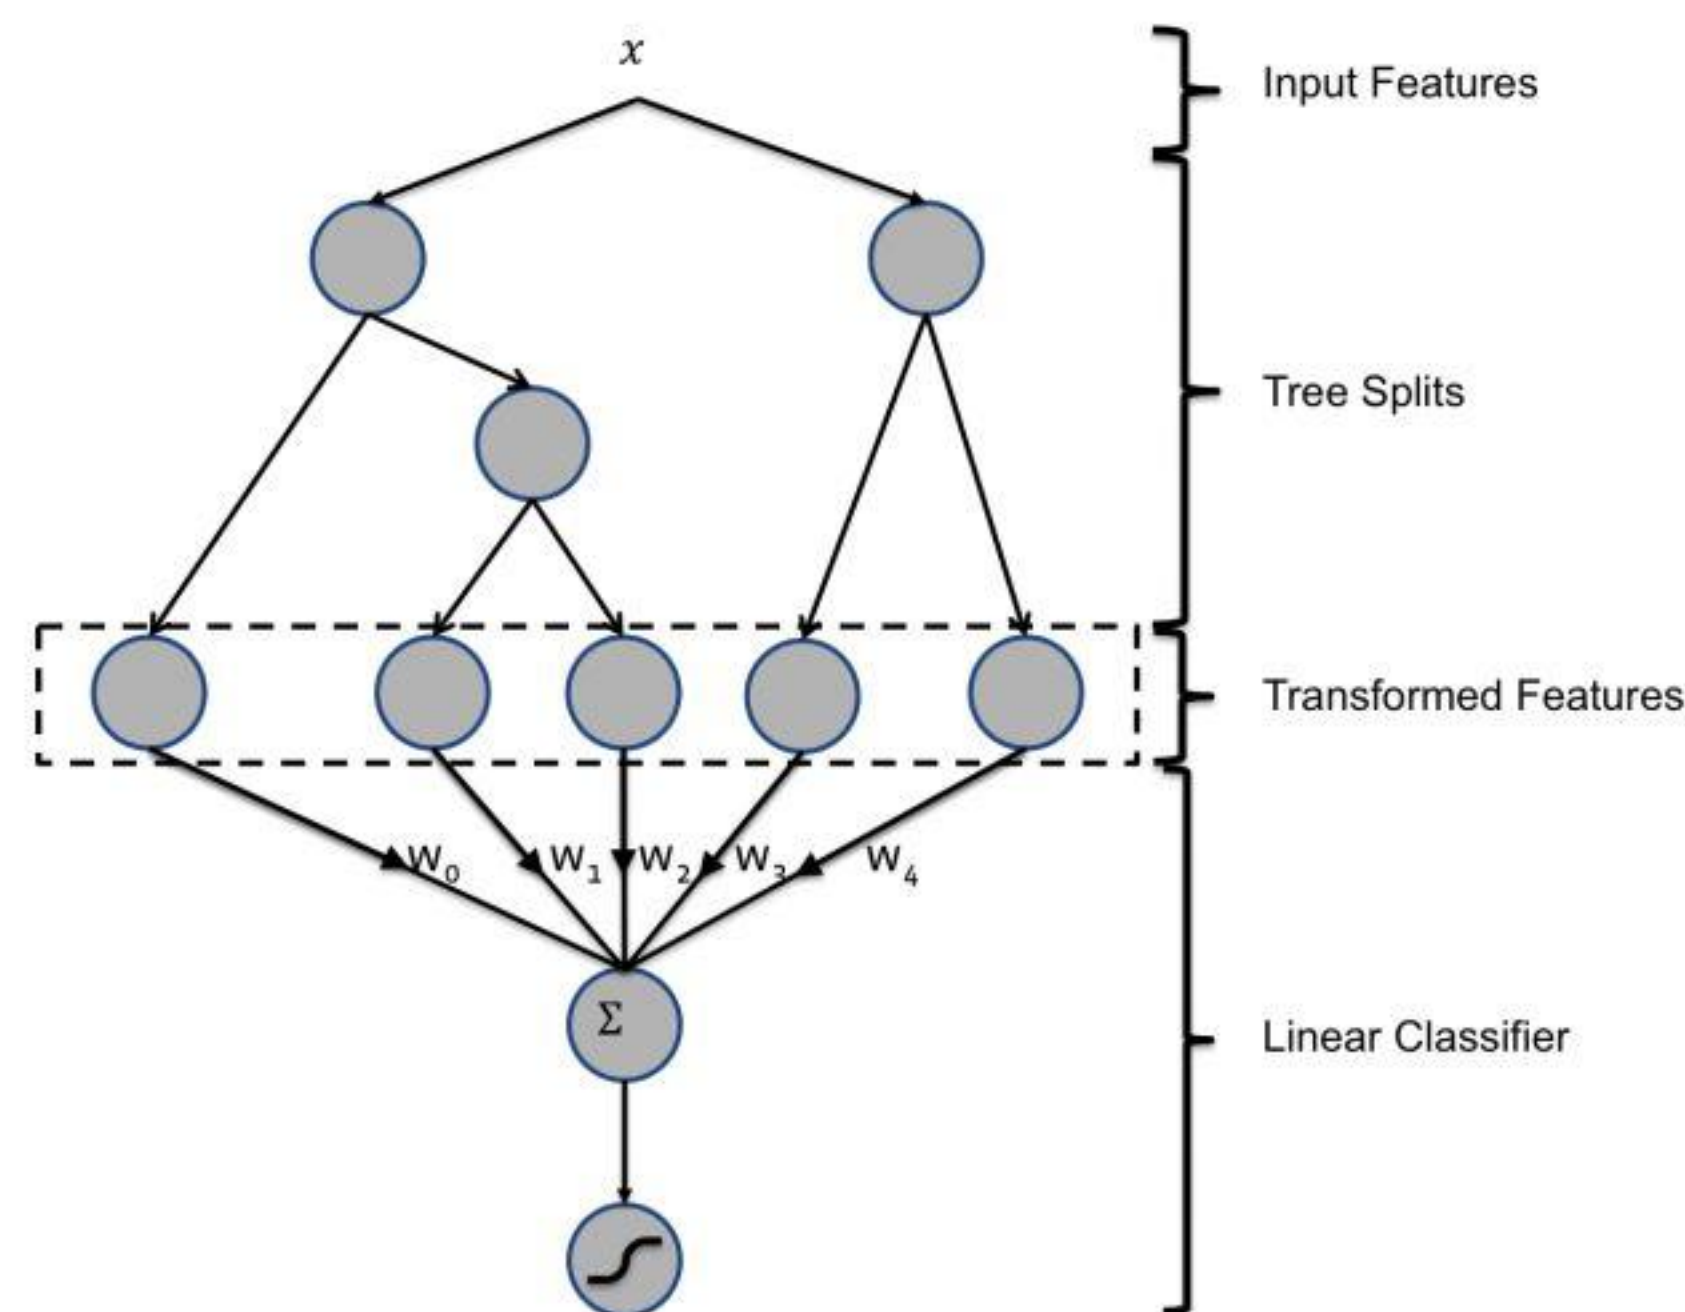 x
Input Features
Tree Splits
Transformed Features
W₀ W₁ W₂ W₃ W₄
Σ
Linear Classifier